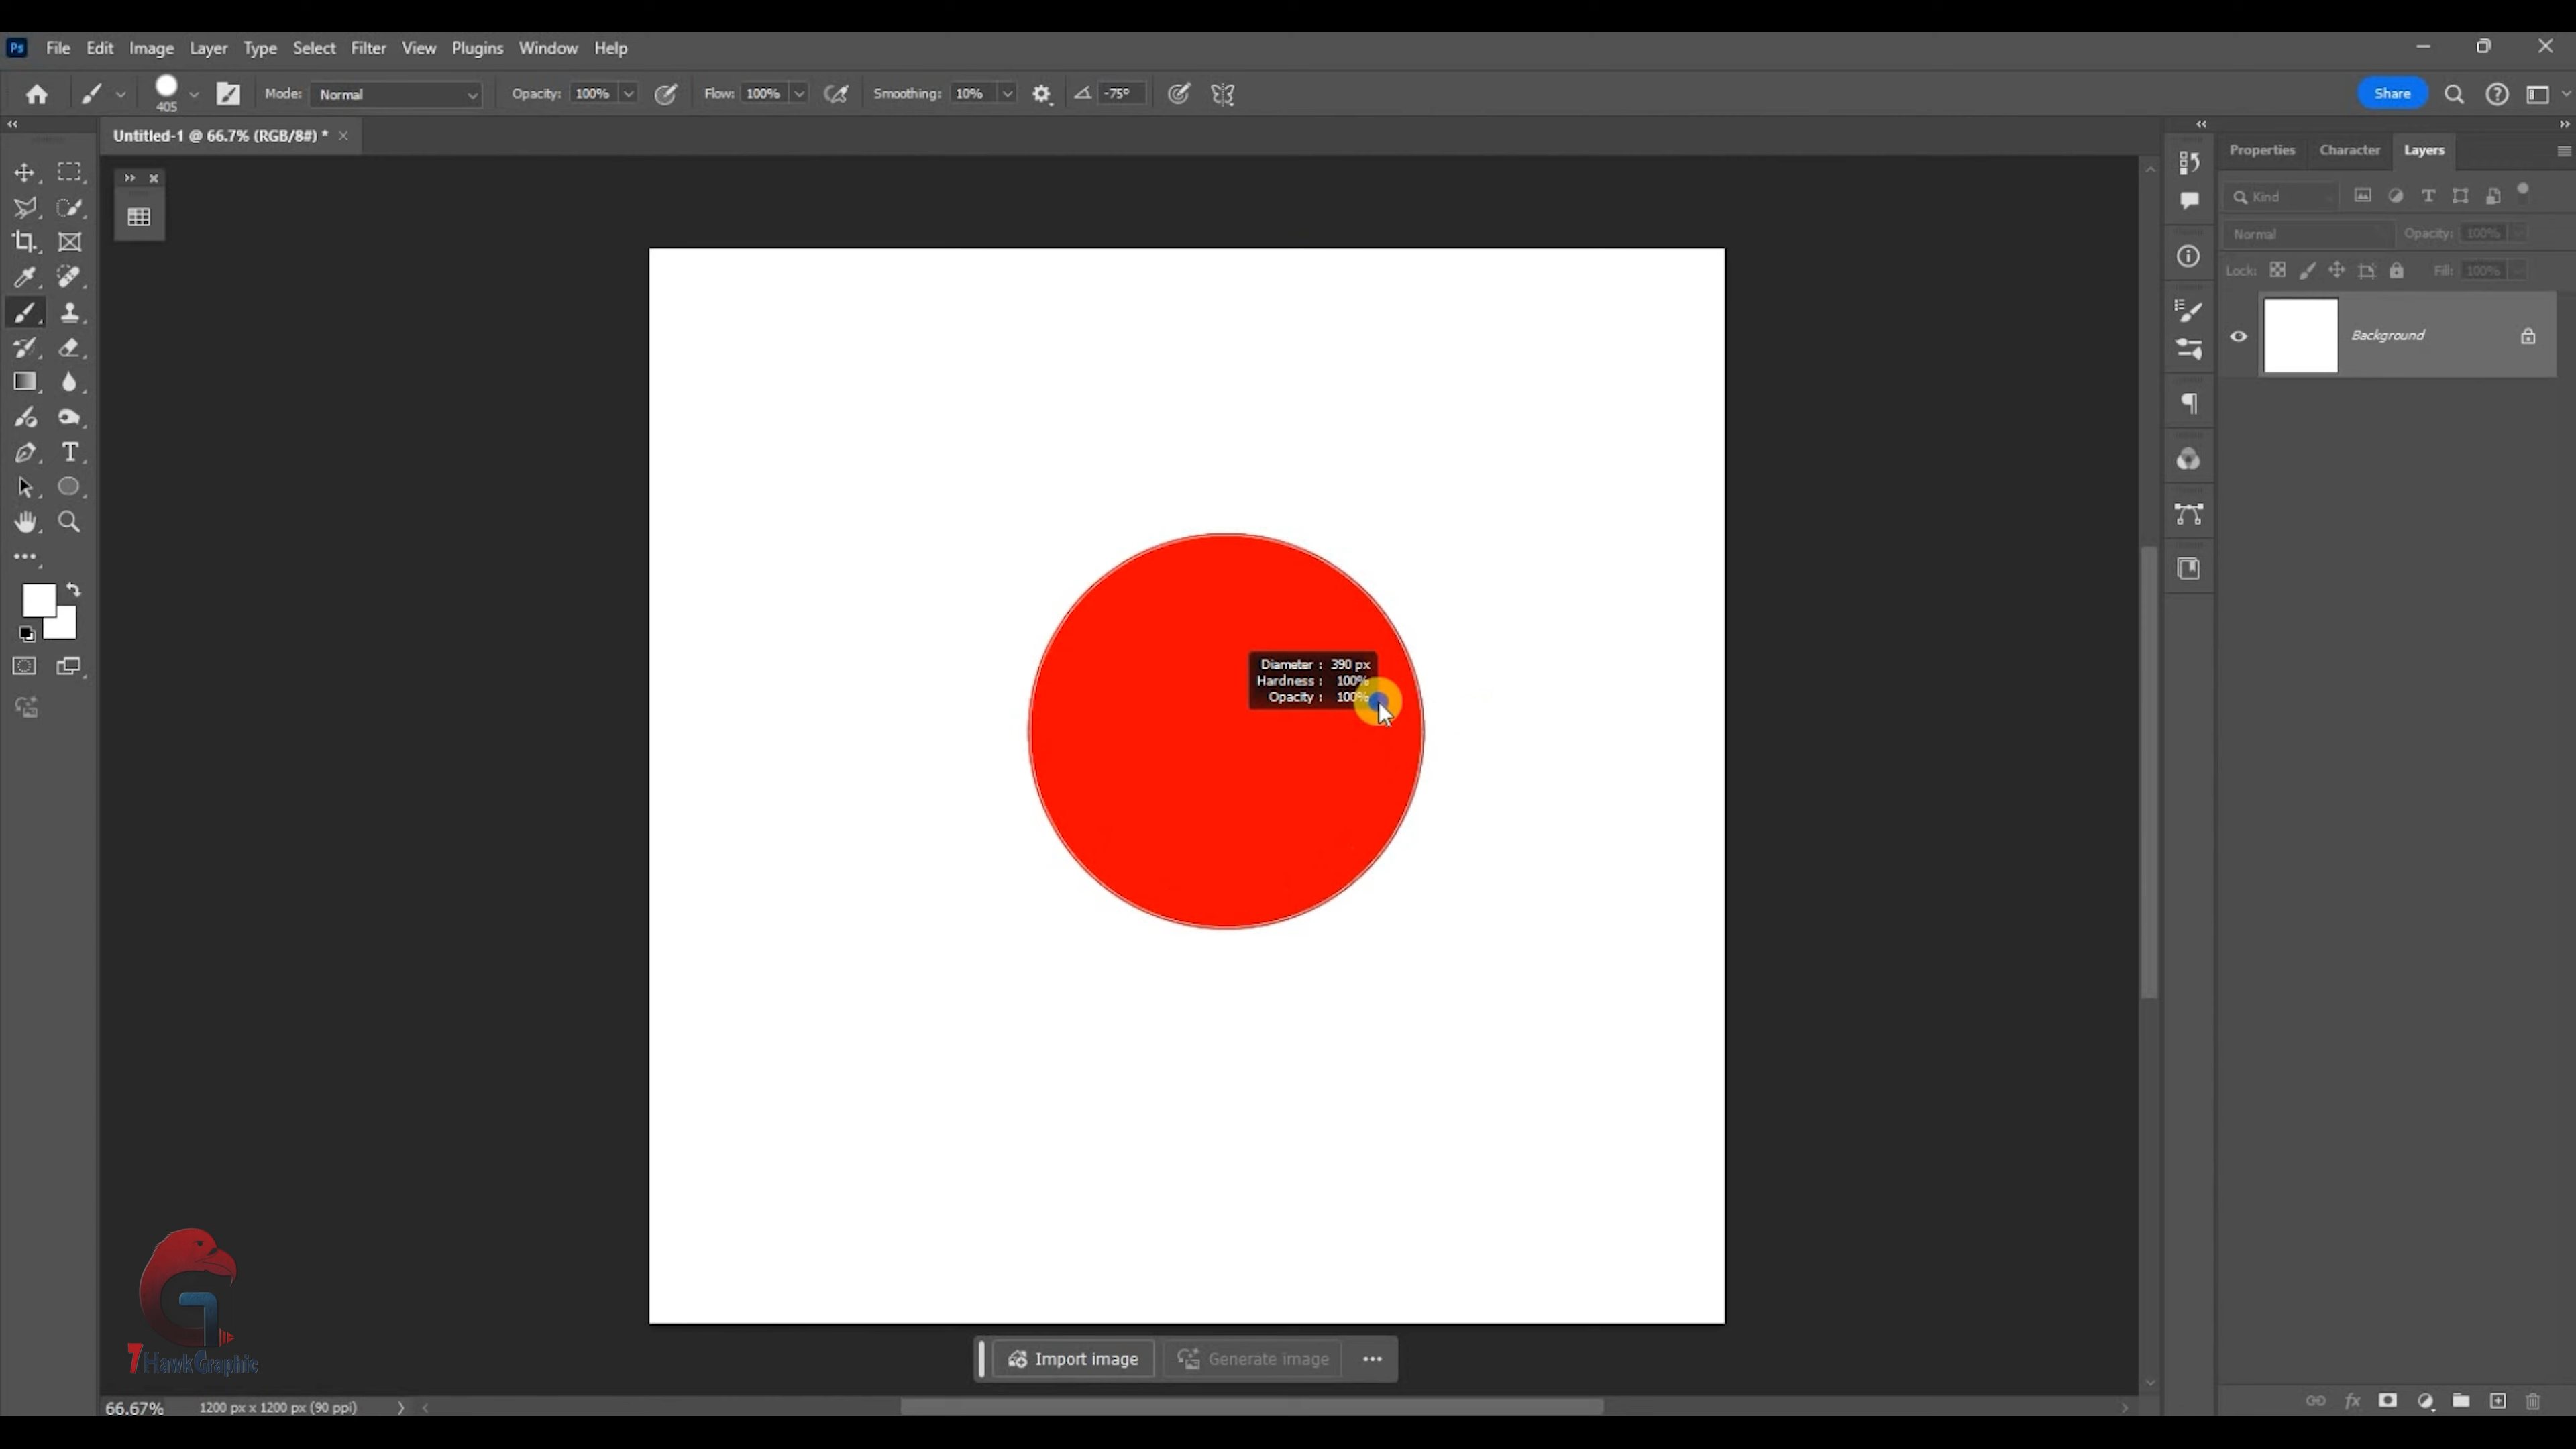 Ps File Edit Image Layer Type Select Filter View Plugins Window Help
405 Mode: Normal Opacity: 100% Flow: 100% Smoothing: 10% -75° Share
Untitled-1 @ 66.7% (RGB/8#) *
Properties Character Layers
Kind
Normal Opacity: 100%
Lock: Fill: 100%
Background
Diameter : 390 px
Hardness : 100%
Opacity : 100%
7HawkGraphic
Import image Generate image
66.67% 1200 px x 1200 px (90 ppi)